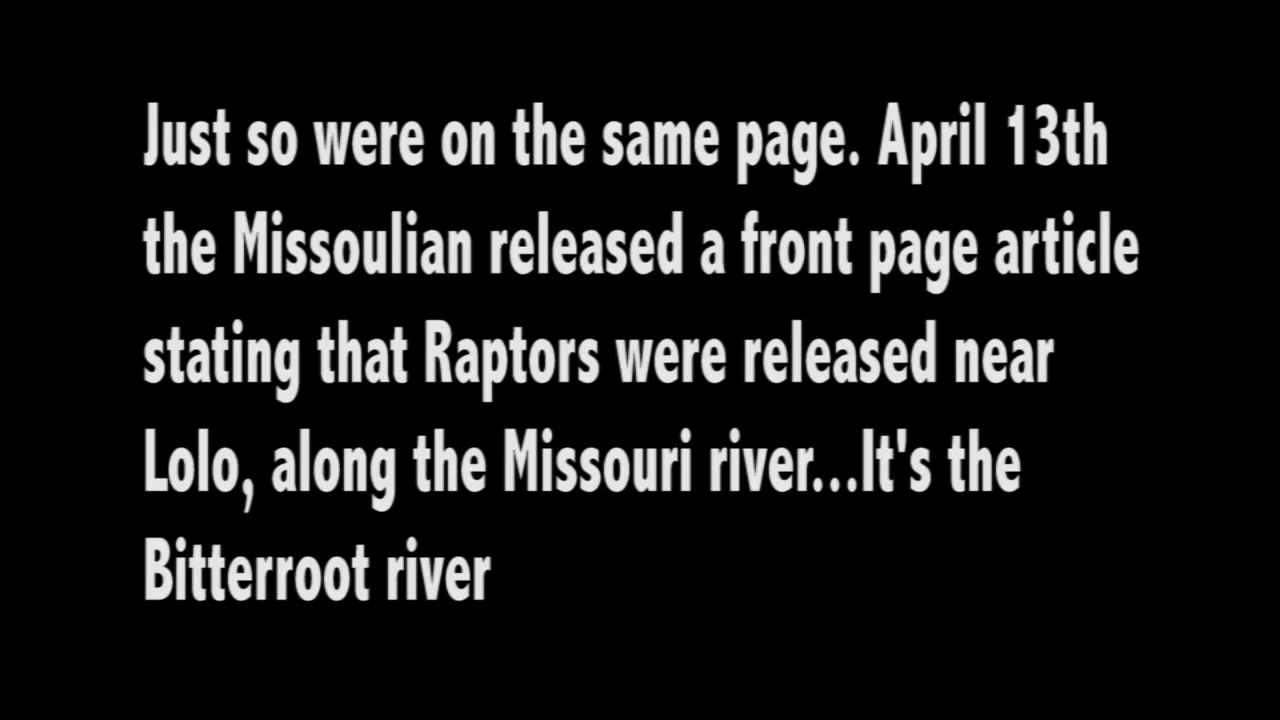 Just so were on the same page. April 13th
the Missoulian released a front page article
stating that Raptors were released near
Lolo, along the Missouri river...It's the
Bitterroot river